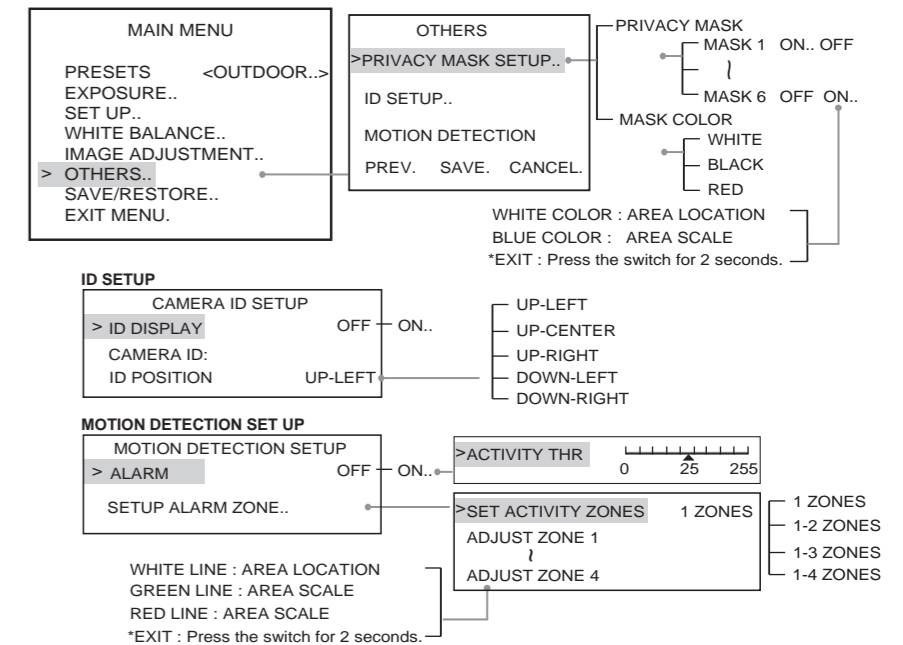 MAIN MENU
PRESETS <OUTDOOR..>
EXPOSURE..
SET UP..
WHITE BALANCE..
IMAGE ADJUSTMENT..
> OTHERS..
SAVE/RESTORE..
EXIT MENU.
OTHERS
>PRIVACY MASK SETUP..
ID SETUP..
MOTION DETECTION
PREV. SAVE. CANCEL.
PRIVACY MASK
MASK 1 ON.. OFF
~
MASK 6 OFF ON..
MASK COLOR
WHITE
BLACK
RED
WHITE COLOR : AREA LOCATION
BLUE COLOR : AREA SCALE
*EXIT : Press the switch for 2 seconds.
ID SETUP
CAMERA ID SETUP
> ID DISPLAY OFF ON..
CAMERA ID:
ID POSITION UP-LEFT
UP-LEFT
UP-CENTER
UP-RIGHT
DOWN-LEFT
DOWN-RIGHT
MOTION DETECTION SET UP
MOTION DETECTION SETUP
> ALARM OFF ON..
SETUP ALARM ZONE..
>ACTIVITY THR
0 25 255
>SET ACTIVITY ZONES 1 ZONES
ADJUST ZONE 1
~
ADJUST ZONE 4
1 ZONES
1-2 ZONES
1-3 ZONES
1-4 ZONES
WHITE LINE : AREA LOCATION
GREEN LINE : AREA SCALE
RED LINE : AREA SCALE
*EXIT : Press the switch for 2 seconds.